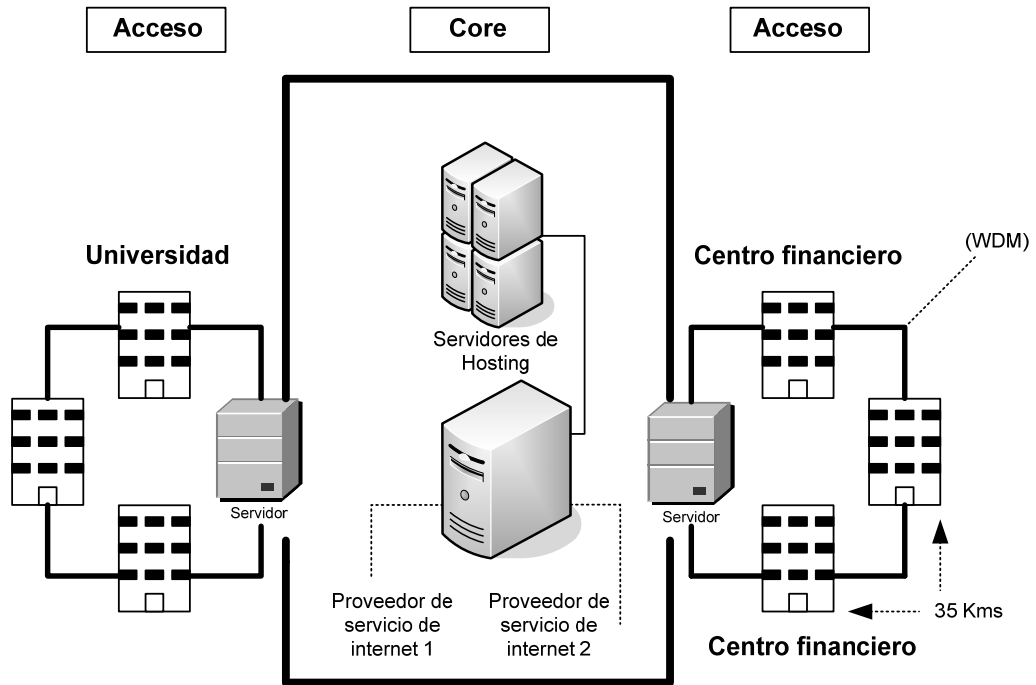 Acceso
Core
Acceso
Universidad
Centro financiero
(WDM)
Servidores de
Hosting
Servidor
Servidor
Proveedor de
servicio de
internet 1
Proveedor de
servicio de
internet 2
35 Kms
Centro financiero